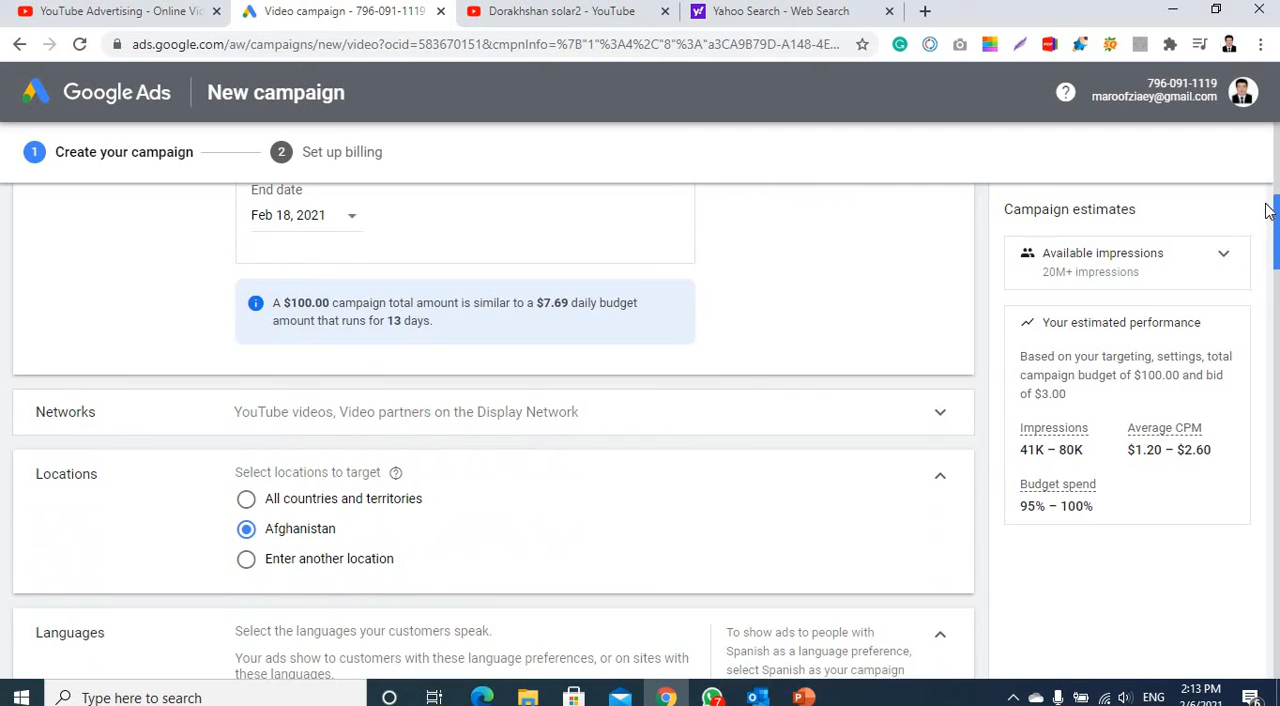 YouTube Advertising - Online Vi
Video campaign - 796-091-1119
Dorakhshan solar2 - YouTube
Yahoo Search - Web Search
ads.google.com/aw/campaigns/new/video?ocid=583570151&cmpnInfo=%7B"1"%3A4%2C"8"%3A"a3CA9B79D-A148-4E...
Google Ads
New campaign
796-091-1119
maroofziaey@gmail.com
1 Create your campaign
2 Set up billing
End date
Feb 18, 2021
A $100.00 campaign total amount is similar to a $7.69 daily budget
amount that runs for 13 days.
Networks
YouTube videos, Video partners on the Display Network
Locations
Select locations to target
All countries and territories
Afghanistan
Enter another location
Languages
Select the languages your customers speak.
Your ads show to customers with these language preferences, or on sites with
these languages.
To show ads to people with
Spanish as a language preference,
select Spanish as your campaign
Campaign estimates
Available impressions
20M+ impressions
Your estimated performance
Based on your targeting, settings, total
campaign budget of $100.00 and bid
of $3.00
Impressions
Average CPM
41K – 80K
$1.20 – $2.60
Budget spend
95% – 100%
Type here to search
7
ENG
2:13 PM
2/6/2021